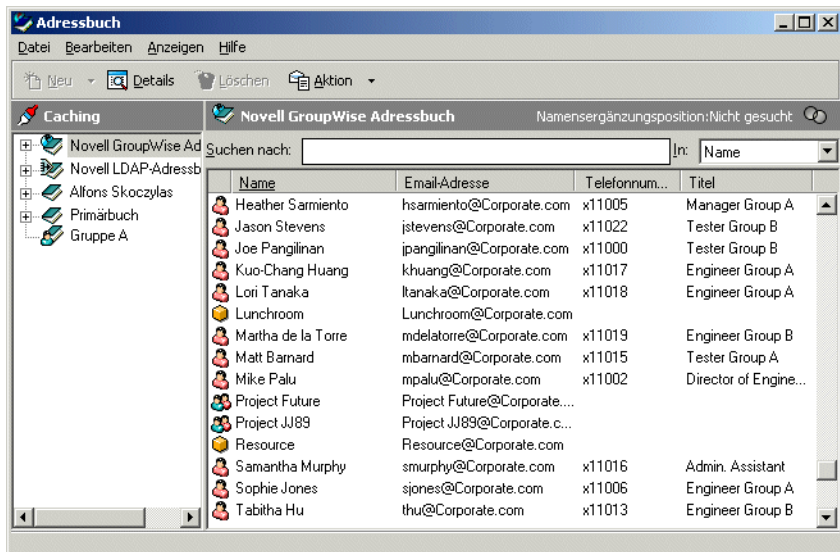 Adressbuch
Datei Bearbeiten Anzeigen Hilfe
Neu Details Löschen Aktion
Caching
Novell GroupWise Ad
Novell LDAP-Adressb
Alfons Skoczylas
Primärbuch
Gruppe A
Novell GroupWise Adressbuch Namensergänzungsposition:Nicht gesucht
Suchen nach: In: Name
Name Email-Adresse Telefonnum... Titel
Heather Sarmiento hsarmiento@Corporate.com x11005 Manager Group A
Jason Stevens jstevens@Corporate.com x11022 Tester Group B
Joe Pangilinan jpangilinan@Corporate.com x11000 Tester Group B
Kuo-Chang Huang khuang@Corporate.com x11017 Engineer Group A
Lori Tanaka ltanaka@Corporate.com x11018 Engineer Group A
Lunchroom Lunchroom@Corporate.com
Martha de la Torre mdelatorre@Corporate.com x11019 Engineer Group B
Matt Barnard mbarnard@Corporate.com x11015 Tester Group A
Mike Palu mpalu@Corporate.com x11002 Director of Engine...
Project Future Project Future@Corporate....
Project JJ89 Project JJ89@Corporate.c...
Resource Resource@Corporate.com
Samantha Murphy smurphy@Corporate.com x11016 Admin. Assistant
Sophie Jones sjones@Corporate.com x11006 Engineer Group A
Tabitha Hu thu@Corporate.com x11013 Engineer Group B